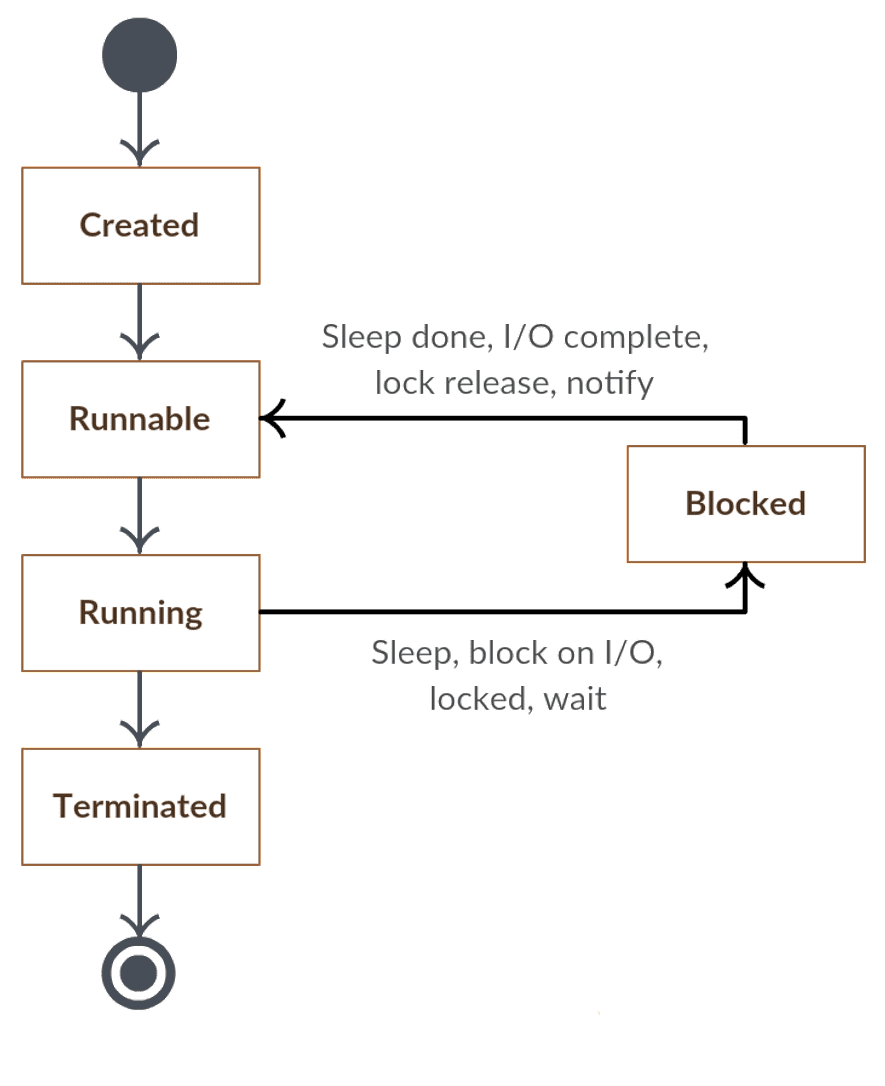 Created
Sleep done, I/O complete,
lock release, notify
Runnable
Blocked
Running
Sleep, block on I/O,
locked, wait
Terminated